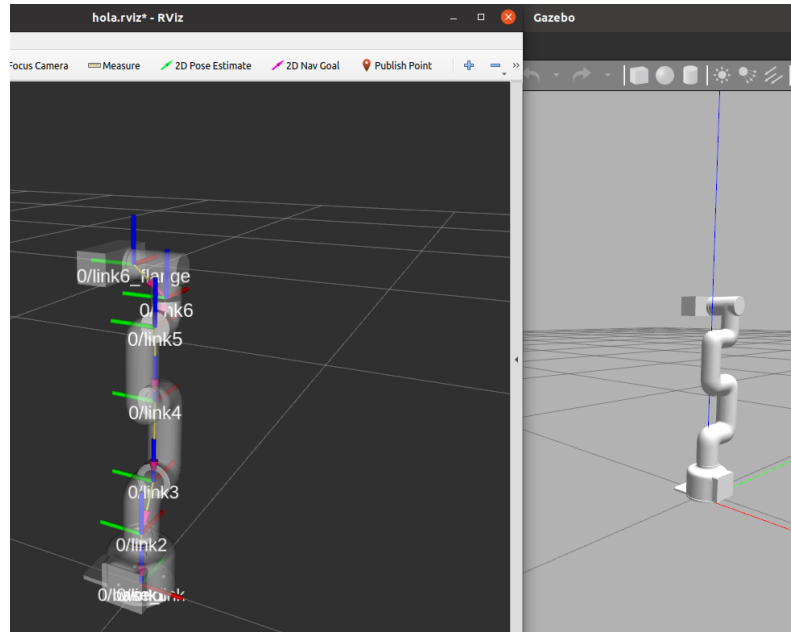 hola.rviz* - RViz
Gazebo
Focus Camera Measure 2D Pose Estimate 2D Nav Goal Publish Point
0/link6_flange
0/link6
0/link5
0/link4
0/link3
0/link2